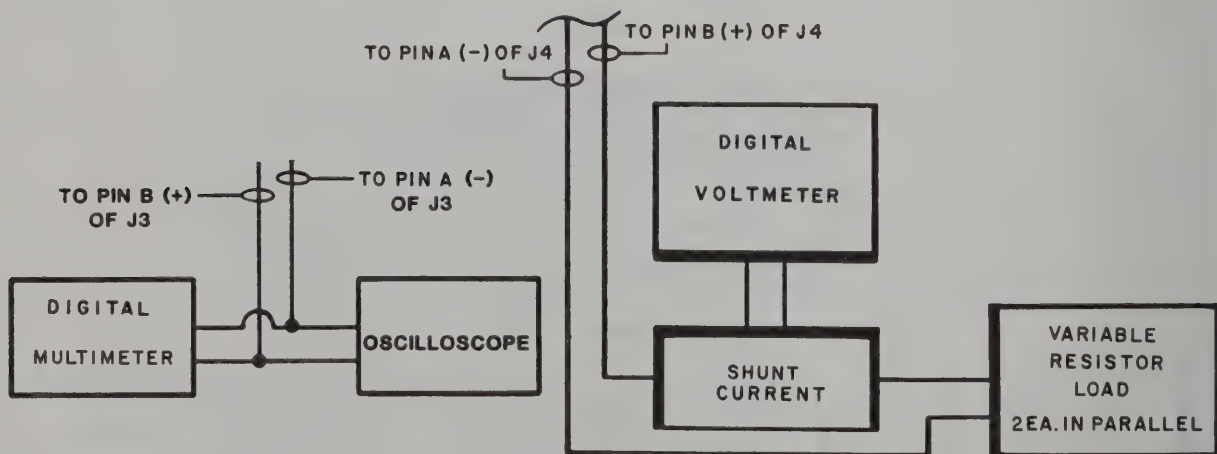 TO PIN B (+) OF J4
TO PIN A (-) OF J4
DIGITAL
VOLTMETER
TO PIN B (+)
OF J3
TO PIN A (-)
OF J3
DIGITAL
MULTIMETER
OSCILLOSCOPE
SHUNT
CURRENT
VARIABLE
RESISTOR
LOAD
2EA. IN PARALLEL